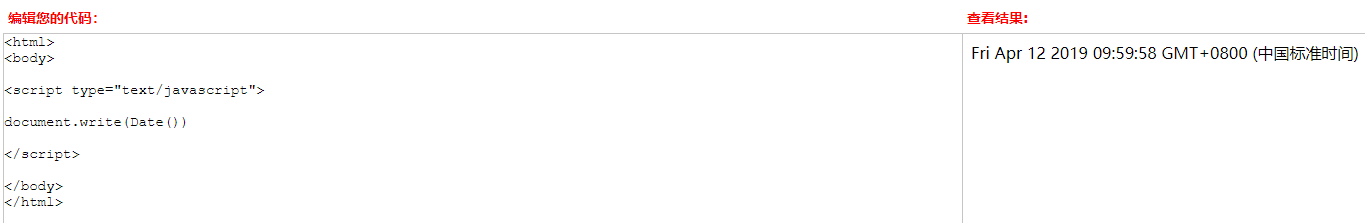 编辑您的代码：
查看结果:
<html>
<body>
<script type="text/javascript">
document.write(Date())
</script>
</body>
</html>
Fri Apr 12 2019 09:59:58 GMT+0800 (中国标准时间)